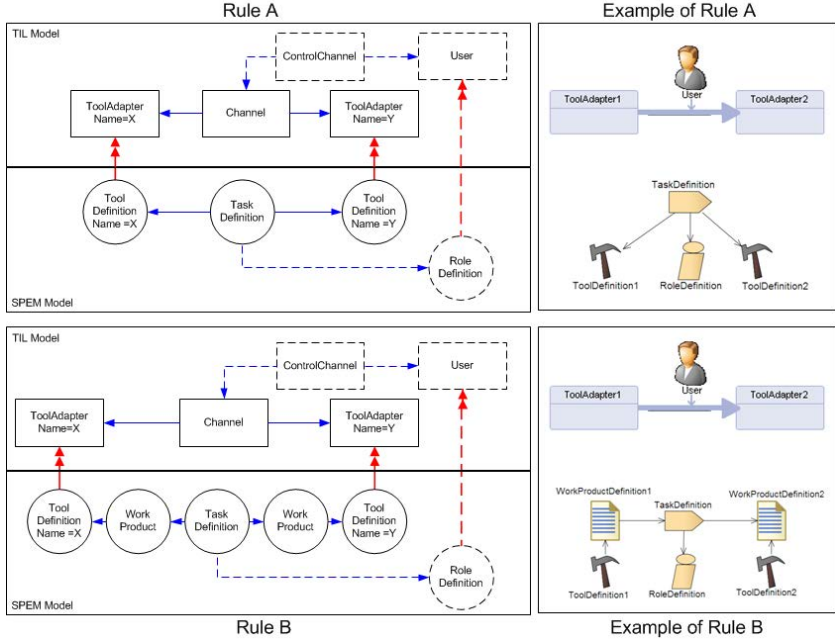 Rule A
Example of Rule A
TIL Model
ControlChannel
User
ToolAdapter
Name=X
Channel
ToolAdapter
Name=Y
Tool
Definition
Name =X
Task
Definition
Tool
Definition
Name =Y
Role
Definition
SPEM Model
User
ToolAdapter1
ToolAdapter2
TaskDefinition
ToolDefinition1
RoleDefinition
ToolDefinition2
TIL Model
ControlChannel
User
ToolAdapter
Name=X
Channel
ToolAdapter
Name=Y
Tool
Definition
Name =X
Work
Product
Task
Definition
Work
Product
Tool
Definition
Name =Y
Role
Definition
SPEM Model
User
ToolAdapter1
ToolAdapter2
WorkProductDefinition1
TaskDefinition
WorkProductDefinition2
ToolDefinition1
RoleDefinition
ToolDefinition2
Rule B
Example of Rule B